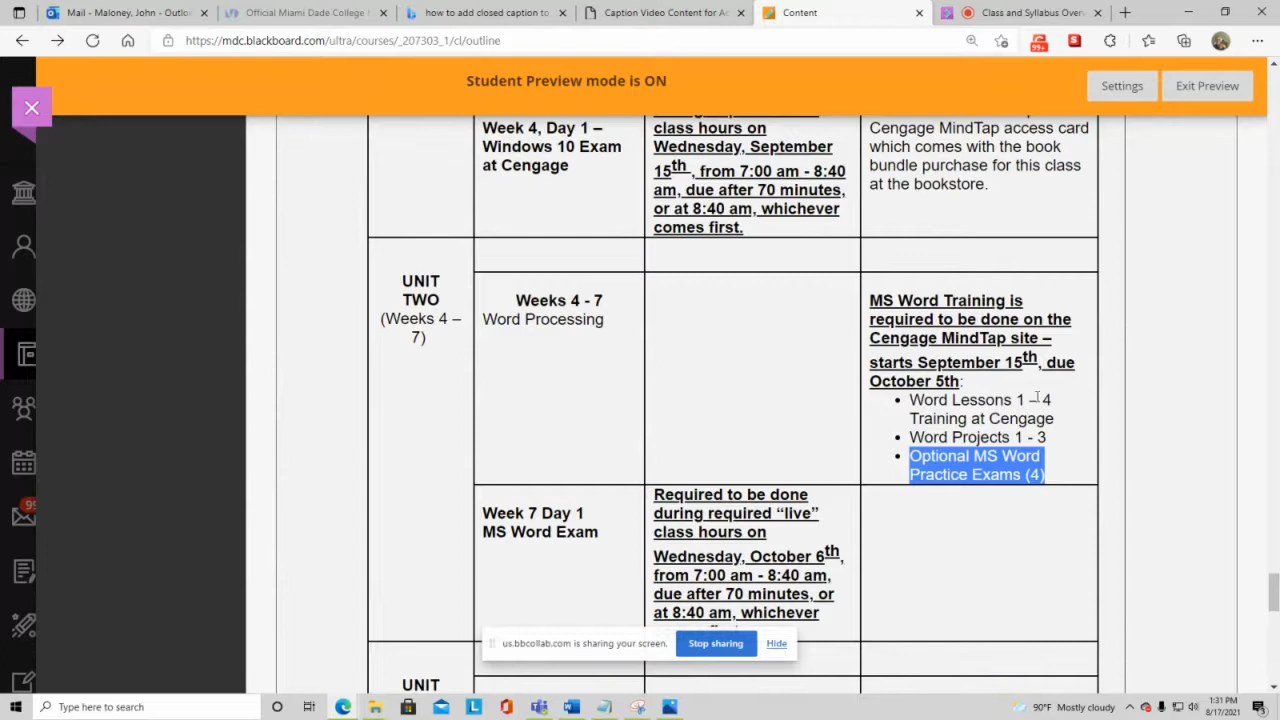 Mail - Maloney, John - Outlo
Official Miami Dade College
how to add closed caption to
Caption Video Content for Ac
Content
Class and Syllabus Over
https://mdc.blackboard.com/ultra/courses/_207303_1/cl/outline
99+
Student Preview mode is ON
Settings
Exit Preview
Week 4, Day 1 –
Windows 10 Exam
at Cengage
class hours on
Wednesday, September
15th, from 7:00 am - 8:40
am, due after 70 minutes,
or at 8:40 am, whichever
comes first.
Cengage MindTap access card
which comes with the book
bundle purchase for this class
at the bookstore.
UNIT
TWO
(Weeks 4 –
7)
Weeks 4 - 7
Word Processing
MS Word Training is
required to be done on the
Cengage MindTap site –
starts September 15th, due
October 5th:
• Word Lessons 1 – 4
Training at Cengage
• Word Projects 1 - 3
• Optional MS Word
Practice Exams (4)
Week 7 Day 1
MS Word Exam
Required to be done
during required “live”
class hours on
Wednesday, October 6th,
from 7:00 am - 8:40 am,
due after 70 minutes, or
at 8:40 am, whichever
us.bbcollab.com is sharing your screen.
Stop sharing
Hide
UNIT
Type here to search
90°F Mostly cloudy
1:31 PM
8/17/2021